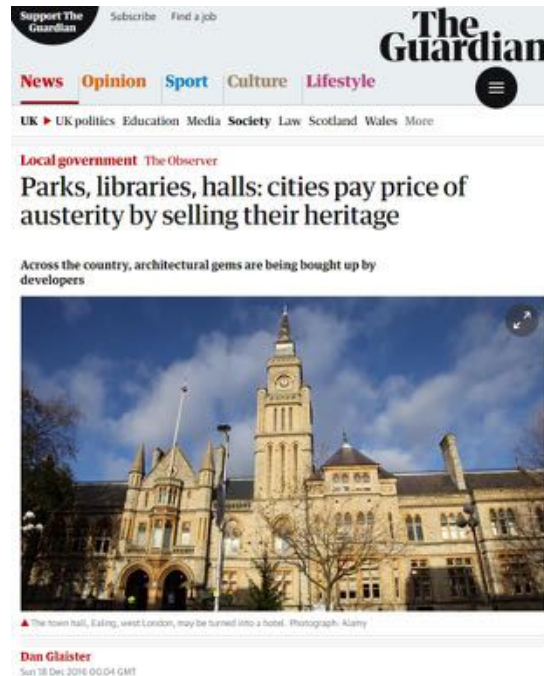 Support The
Guardian
Subscribe Find a job
The
Guardian
News Opinion Sport Culture Lifestyle
UK ▶ UK politics Education Media Society Law Scotland Wales More
Local government The Observer
Parks, libraries, halls: cities pay price of
austerity by selling their heritage
Across the country, architectural gems are being bought up by
developers
▲ The town hall, Ealing, west London, may be turned into a hotel. Photograph: Alamy
Dan Glaister
Sun 18 Dec 2016 00.04 GMT